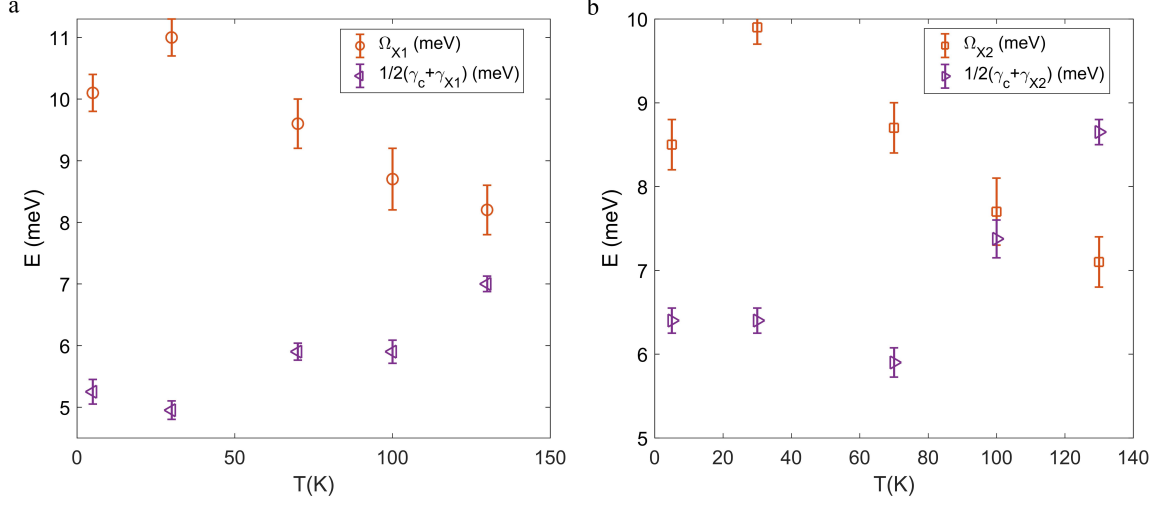 a
Ω_X1 (meV)
1/2(γ_c+γ_X1) (meV)
E (meV)
11
10
9
8
7
6
5
0 50 100 150
T(K)
b
Ω_X2 (meV)
1/2(γ_c+γ_X2) (meV)
E (meV)
10
9
8
7
6
5
0 20 40 60 80 100 120 140
T(K)